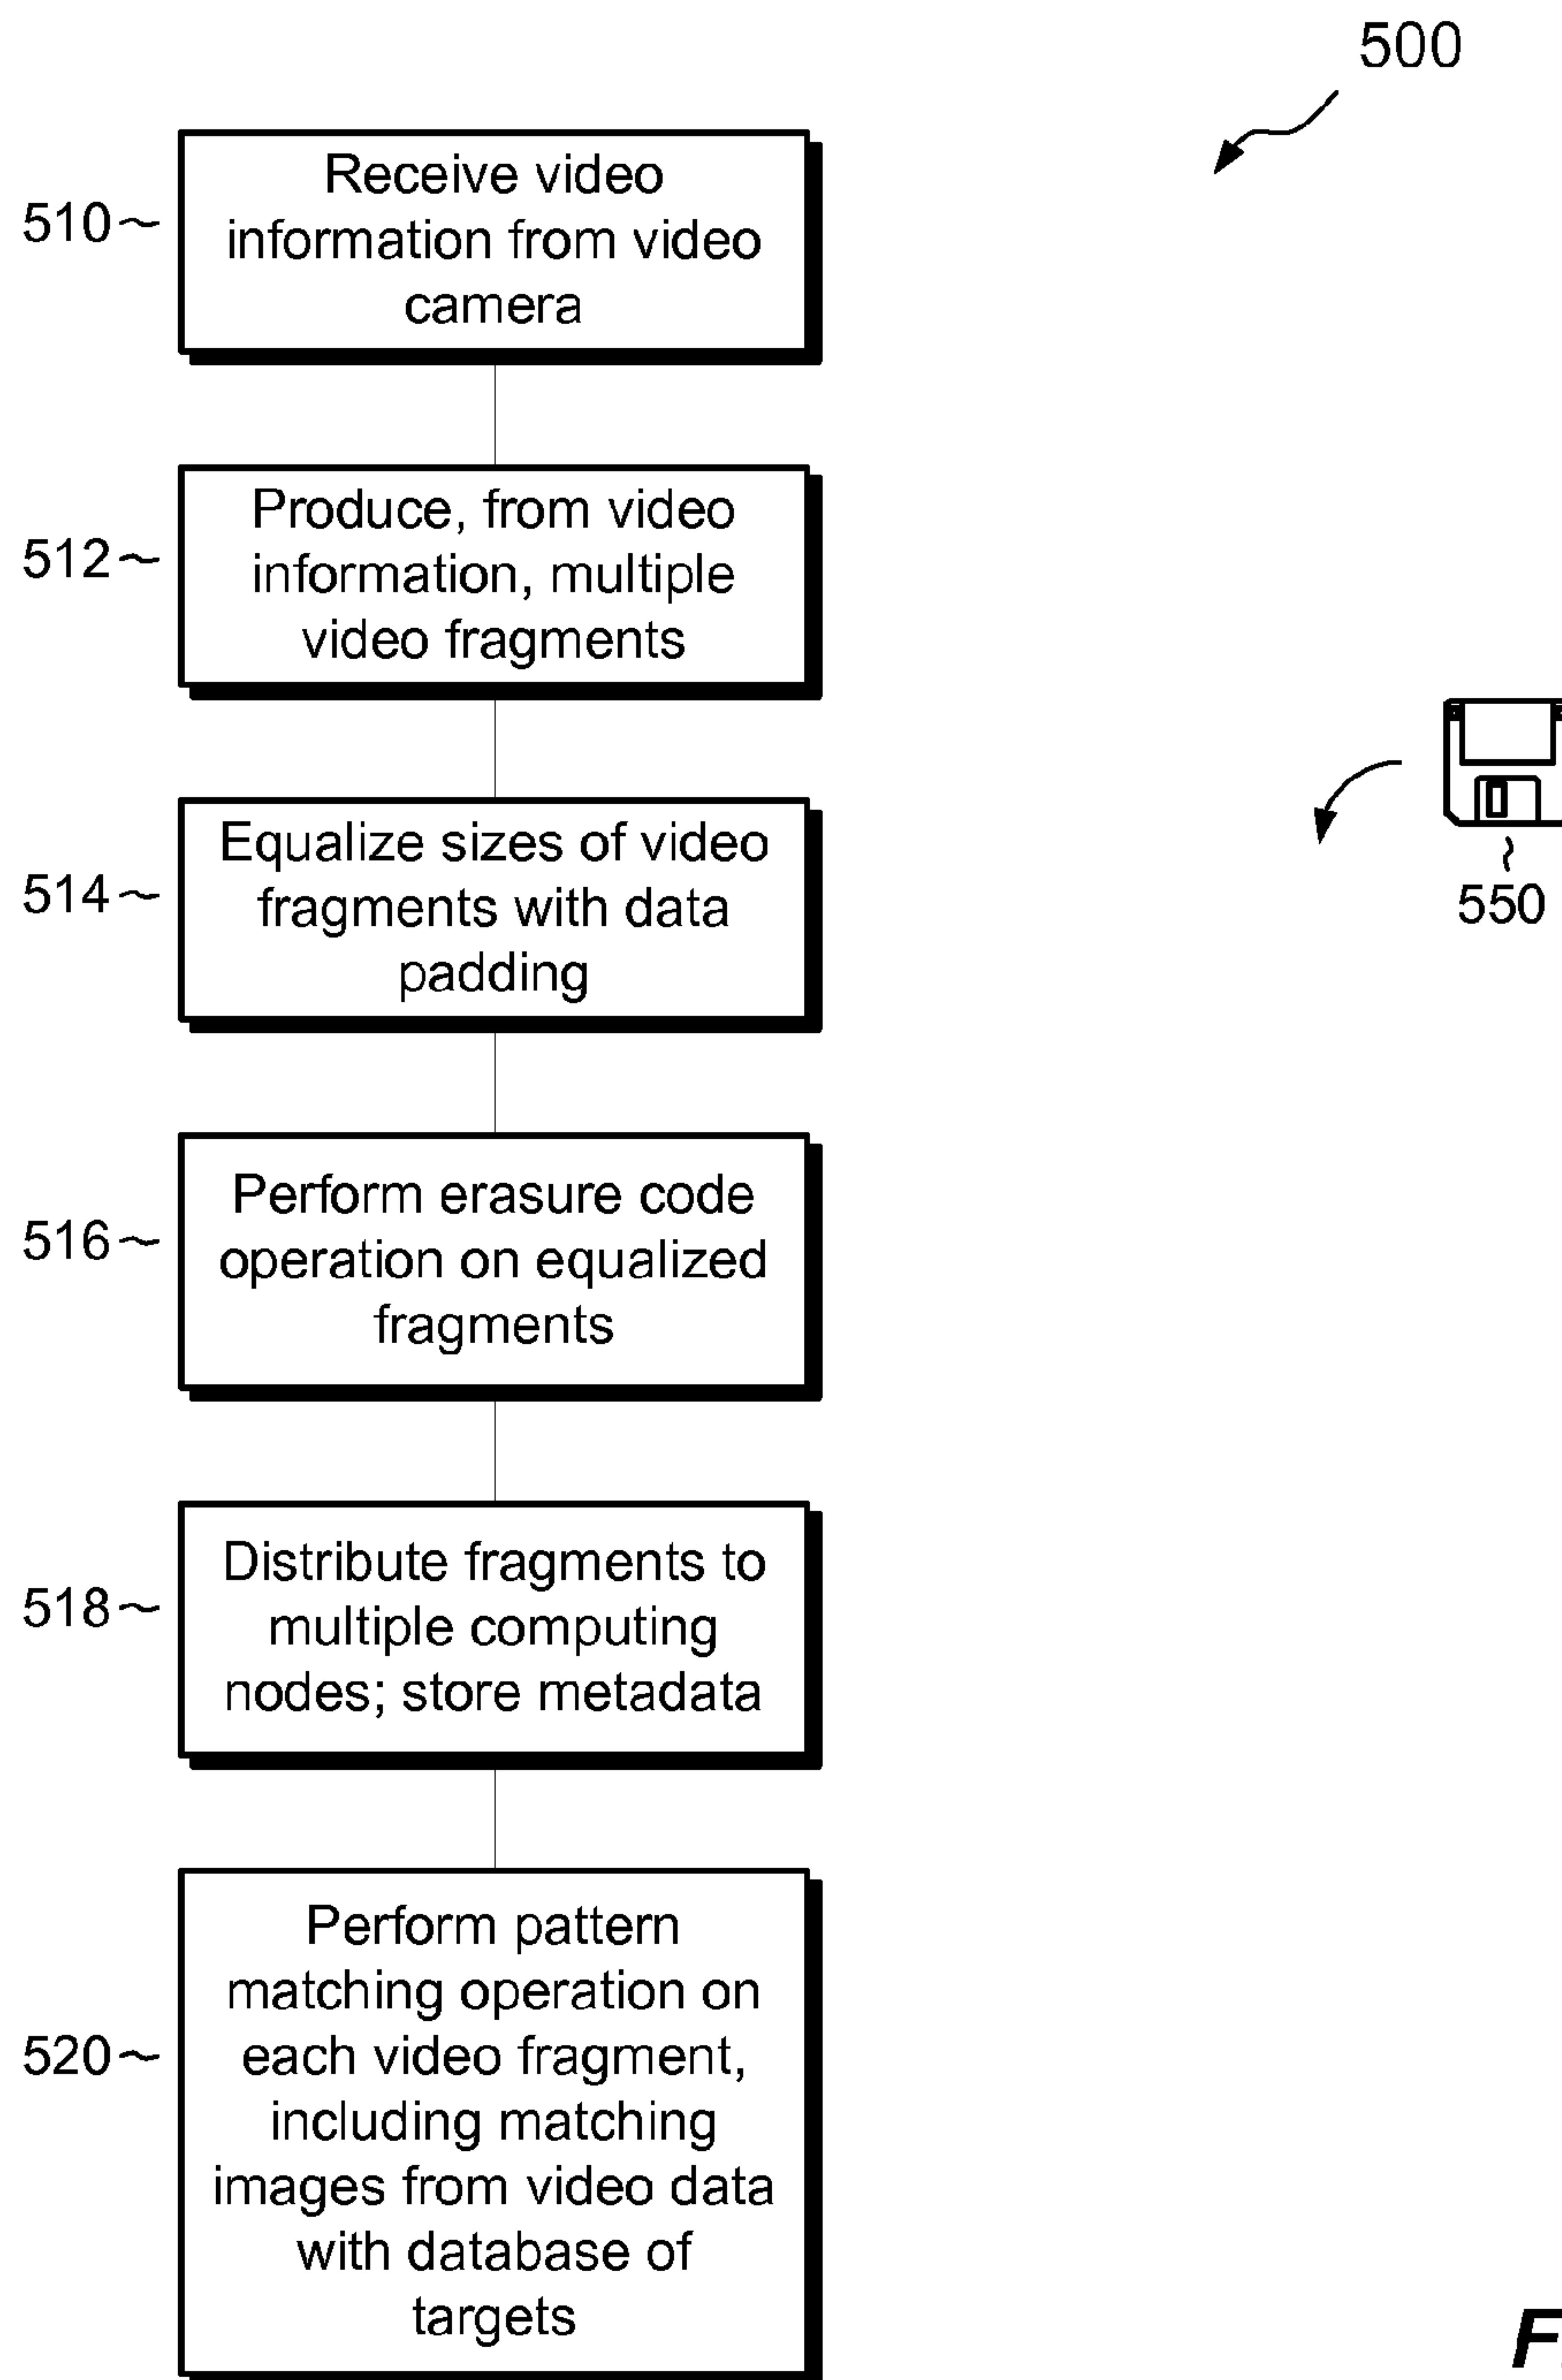 500
510
Receive video
information from video
camera
512
Produce, from video
information, multiple
video fragments
514
Equalize sizes of video
fragments with data
padding
550
516
Perform erasure code
operation on equalized
fragments
518
Distribute fragments to
multiple computing
nodes; store metadata
520
Perform pattern
matching operation on
each video fragment,
including matching
images from video data
with database of
targets